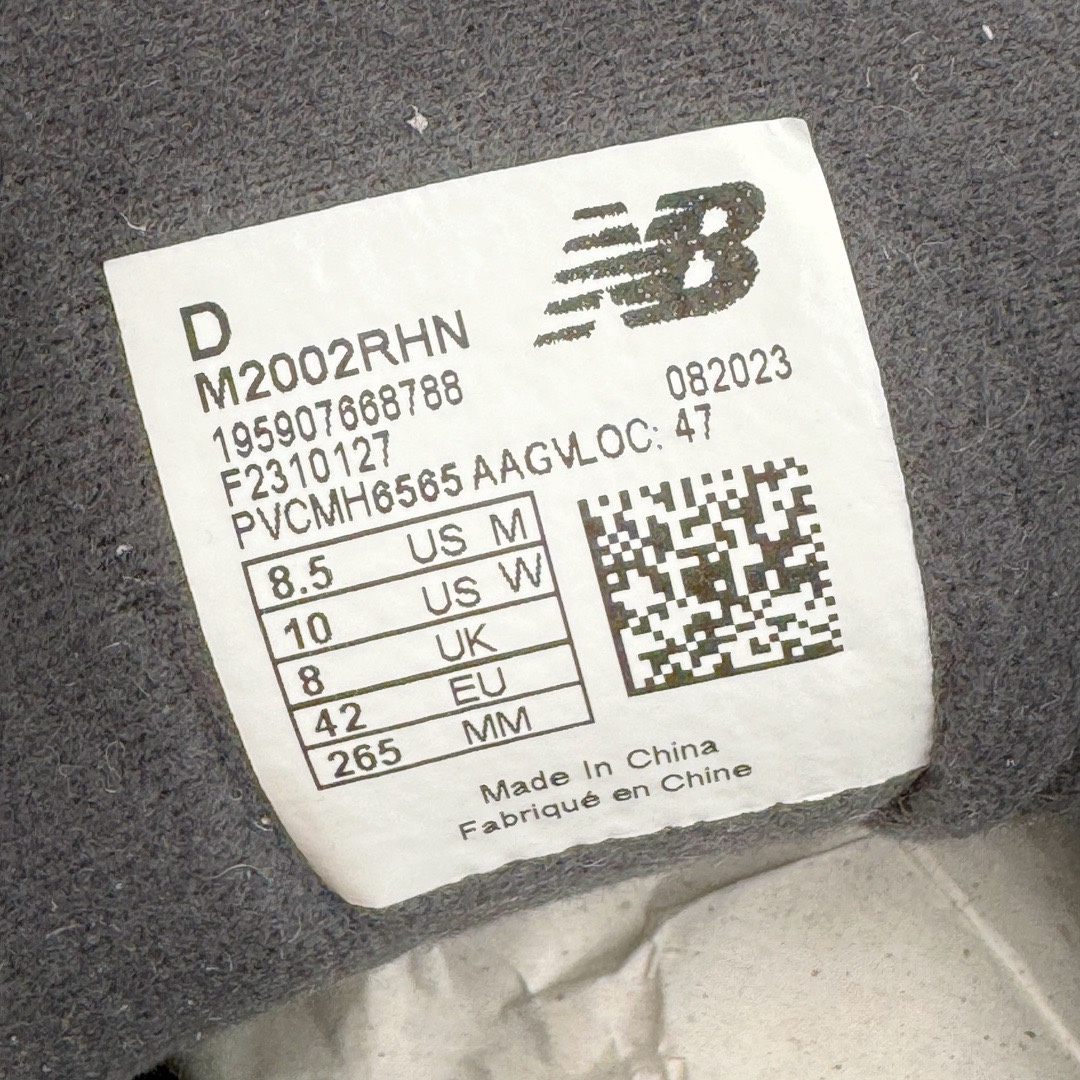 NB
D
M2002RHN
195907668788
082023
F2310127
PVCMH6565 AAGVLOC: 47
8.5 US M
10 US W
8 UK
42 EU
265 MM
Made In China
Fabriqué en Chine